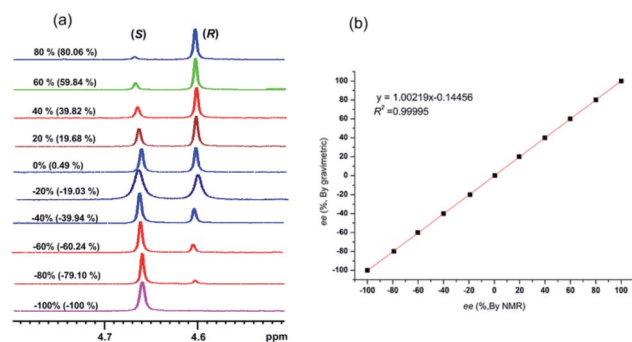 (a)
(S) (R)
80 % (80.06 %)
60 % (59.84 %)
40 % (39.82 %)
20 % (19.68 %)
0% (0.49 %)
-20% (-19.03 %)
-40% (-39.94 %)
-60% (-60.24 %)
-80% (-79.10 %)
-100% (-100 %)
4.7 4.6 ppm
(b)
y = 1.00219x-0.14456
R² =0.99995
ee (%, By gravimetric)
100
80
60
40
20
0
-20
-40
-60
-80
-100
-100 -80 -60 -40 -20 0 20 40 60 80 100
ee (%,By NMR)